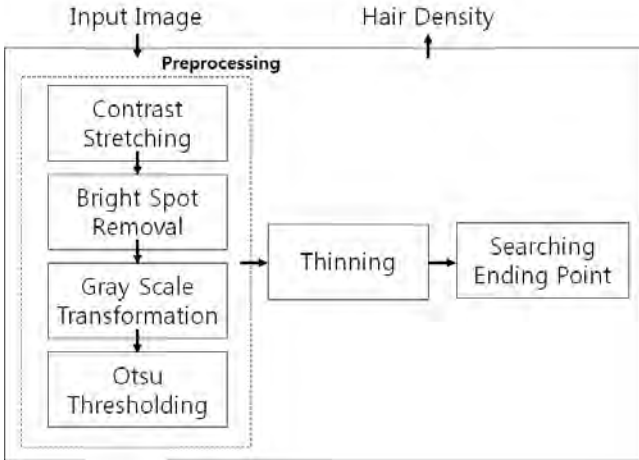 Input Image
Hair Density
Preprocessing
Contrast
Stretching
Bright Spot
Removal
Gray Scale
Transformation
Otsu
Thresholding
Thinning
Searching
Ending Point